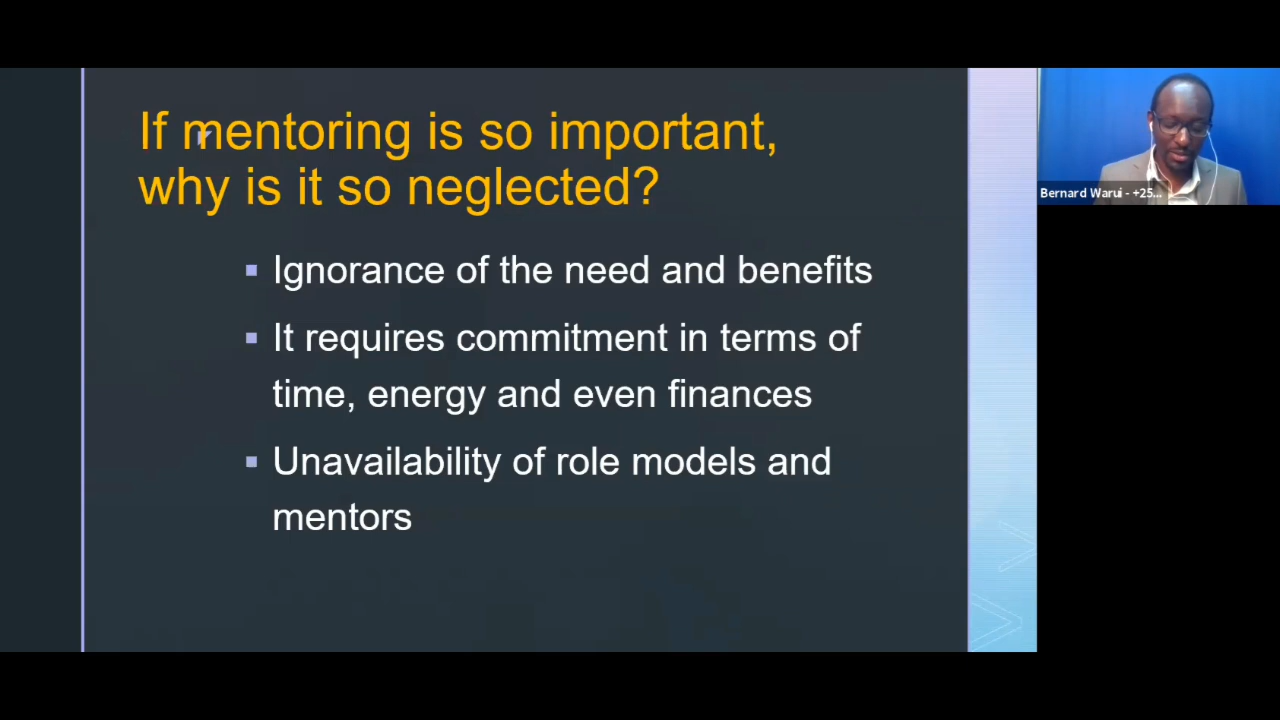 If mentoring is so important,
why is it so neglected?
Ignorance of the need and benefits
It requires commitment in terms of
time, energy and even finances
Unavailability of role models and
mentors
Bernard Warui - +25...